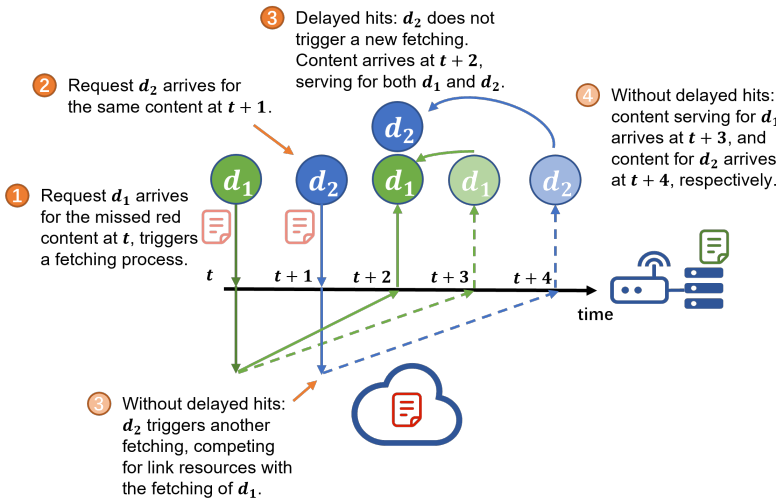 3
Delayed hits: d2 does not
trigger a new fetching.
Content arrives at t + 2,
serving for both d1 and d2.
2
Request d2 arrives for
the same content at t + 1.
4
Without delayed hits:
content serving for d1
arrives at t + 3, and
content for d2 arrives
at t + 4, respectively.
1
Request d1 arrives
for the missed red
content at t, triggers
a fetching process.
d2
d1
d2
d1
d1
d2
t
t + 1
t + 2
t + 3
t + 4
time
3
Without delayed hits:
d2 triggers another
fetching, competing
for link resources with
the fetching of d1.